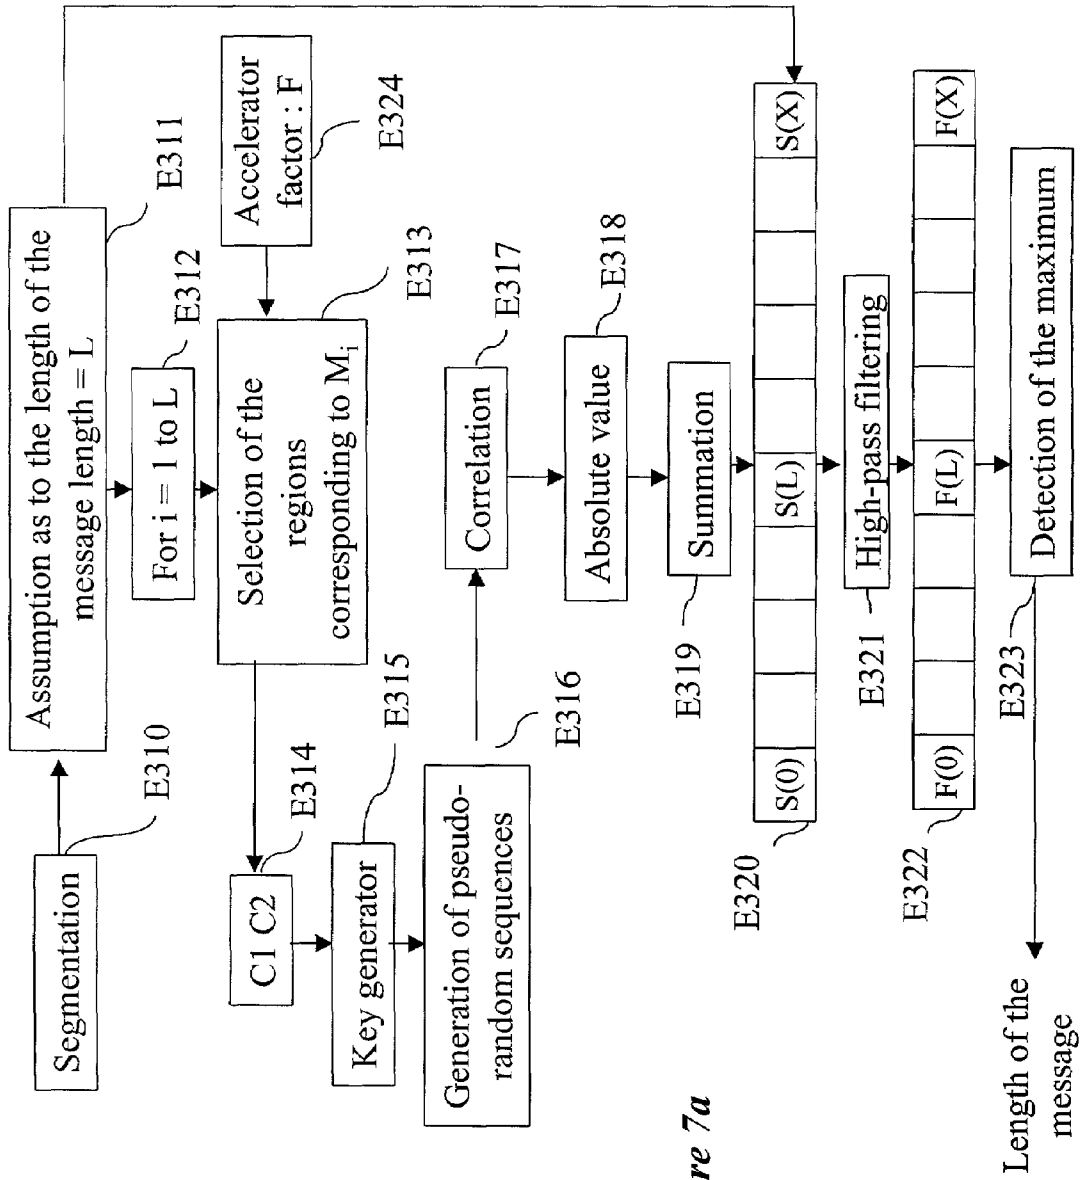 Segmentation
E310
Assumption as to the length of the
message length = L
E311
For i = 1 to L
E312
Accelerator
factor : F
E324
Selection of the
regions
corresponding to Mi
E313
C1 C2
E314
Key generator
E315
Generation of pseudo-
random sequences
E316
Correlation
E317
Absolute value
E318
Summation
E319
S(0)
S(L)
S(X)
E320
High-pass filtering
E321
F(0)
F(L)
F(X)
E322
Detection of the maximum
E323
Length of the
message
re 7a